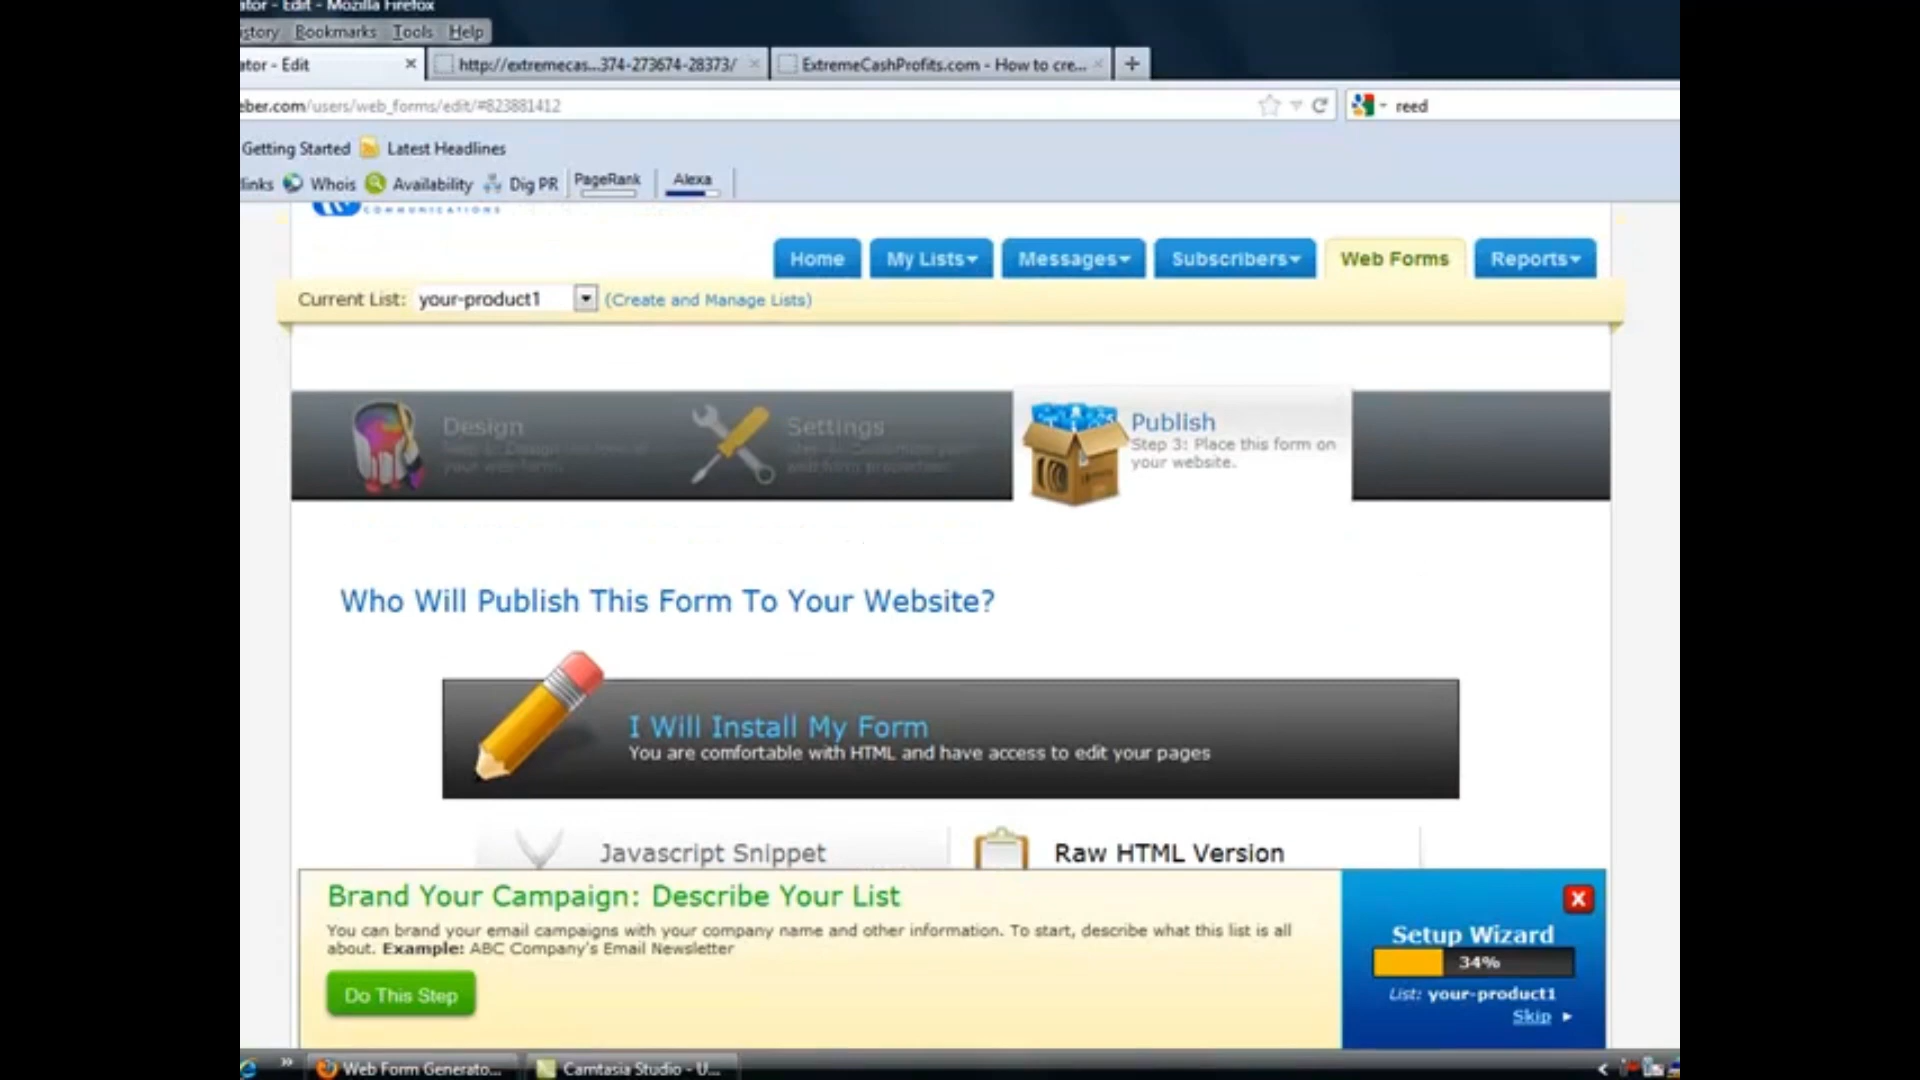 ator - Edit - Mozilla Firefox
istory Bookmarks Tools Help
ator - Edit
http://extremecas...374-273674-28373/
ExtremeCashProfits.com - How to cre...
eber.com/users/web_forms/edit/#823881412
reed
Getting Started Latest Headlines
links Whois Availability Dig PR PageRank Alexa
COMMUNICATIONS
Home My Lists Messages Subscribers Web Forms Reports
Current List: your-product1 (Create and Manage Lists)
Design
your web forms
Settings
Publish
Step 3: Place this form on
your website.
Who Will Publish This Form To Your Website?
I Will Install My Form
You are comfortable with HTML and have access to edit your pages
Javascript Snippet
Raw HTML Version
Brand Your Campaign: Describe Your List
You can brand your email campaigns with your company name and other information. To start, describe what this list is all
about. Example: ABC Company's Email Newsletter
Do This Step
Setup Wizard
34%
List: your-product1
Skip
Web Form Generato...
Camtasia Studio - U...